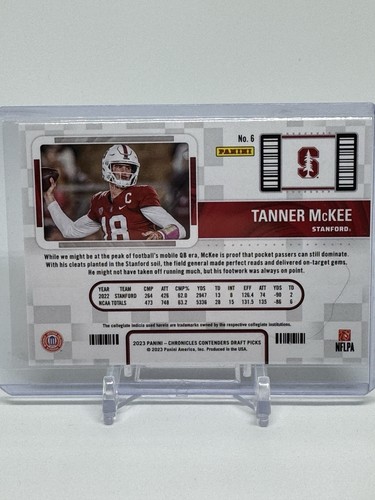 No. 6
PANINI
S
C
18
TANNER McKEE
STANFORD
While we might be at the peak of football's mobile QB era, McKee is proof that pocket passers can still dominate.
With his cleats planted in the Stanford soil, the field general made perfect reads and delivered on-target gems.
He might not have taken off running much, but his footwork was always on point.
YEAR TEAM CMP ATT CMP% YDS TD INT EFF. ATT YDS TD
2022 STANFORD 264 426 62.0 2947 13 8 126.4 74 -90 2
NCAA TOTALS 473 748 63.2 5336 28 15 131.5 135 -86 6
The collegiate indicia used herein are trademarks owned by the respective collegiate institutions.
2023 PANINI – CHRONICLES CONTENDERS DRAFT PICKS
© 2023 Panini America, Inc. Produced in the USA.
NFLPA